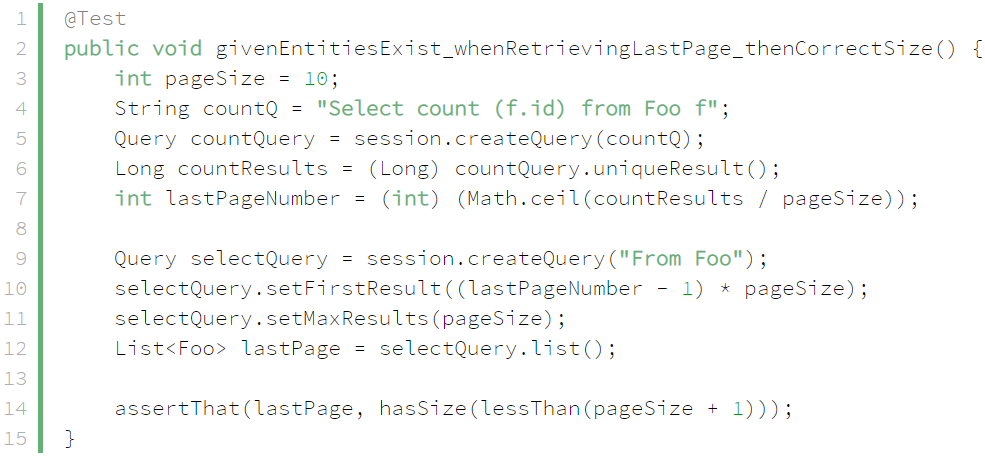 1 @Test
2 public void givenEntitiesExist_whenRetrievingLastPage_thenCorrectSize() {
3     int pageSize = 10;
4     String countQ = "Select count (f.id) from Foo f";
5     Query countQuery = session.createQuery(countQ);
6     Long countResults = (Long) countQuery.uniqueResult();
7     int lastPageNumber = (int) (Math.ceil(countResults / pageSize));
8
9     Query selectQuery = session.createQuery("From Foo");
10     selectQuery.setFirstResult((lastPageNumber - 1) * pageSize);
11     selectQuery.setMaxResults(pageSize);
12     List<Foo> lastPage = selectQuery.list();
13
14     assertThat(lastPage, hasSize(lessThan(pageSize + 1)));
15 }